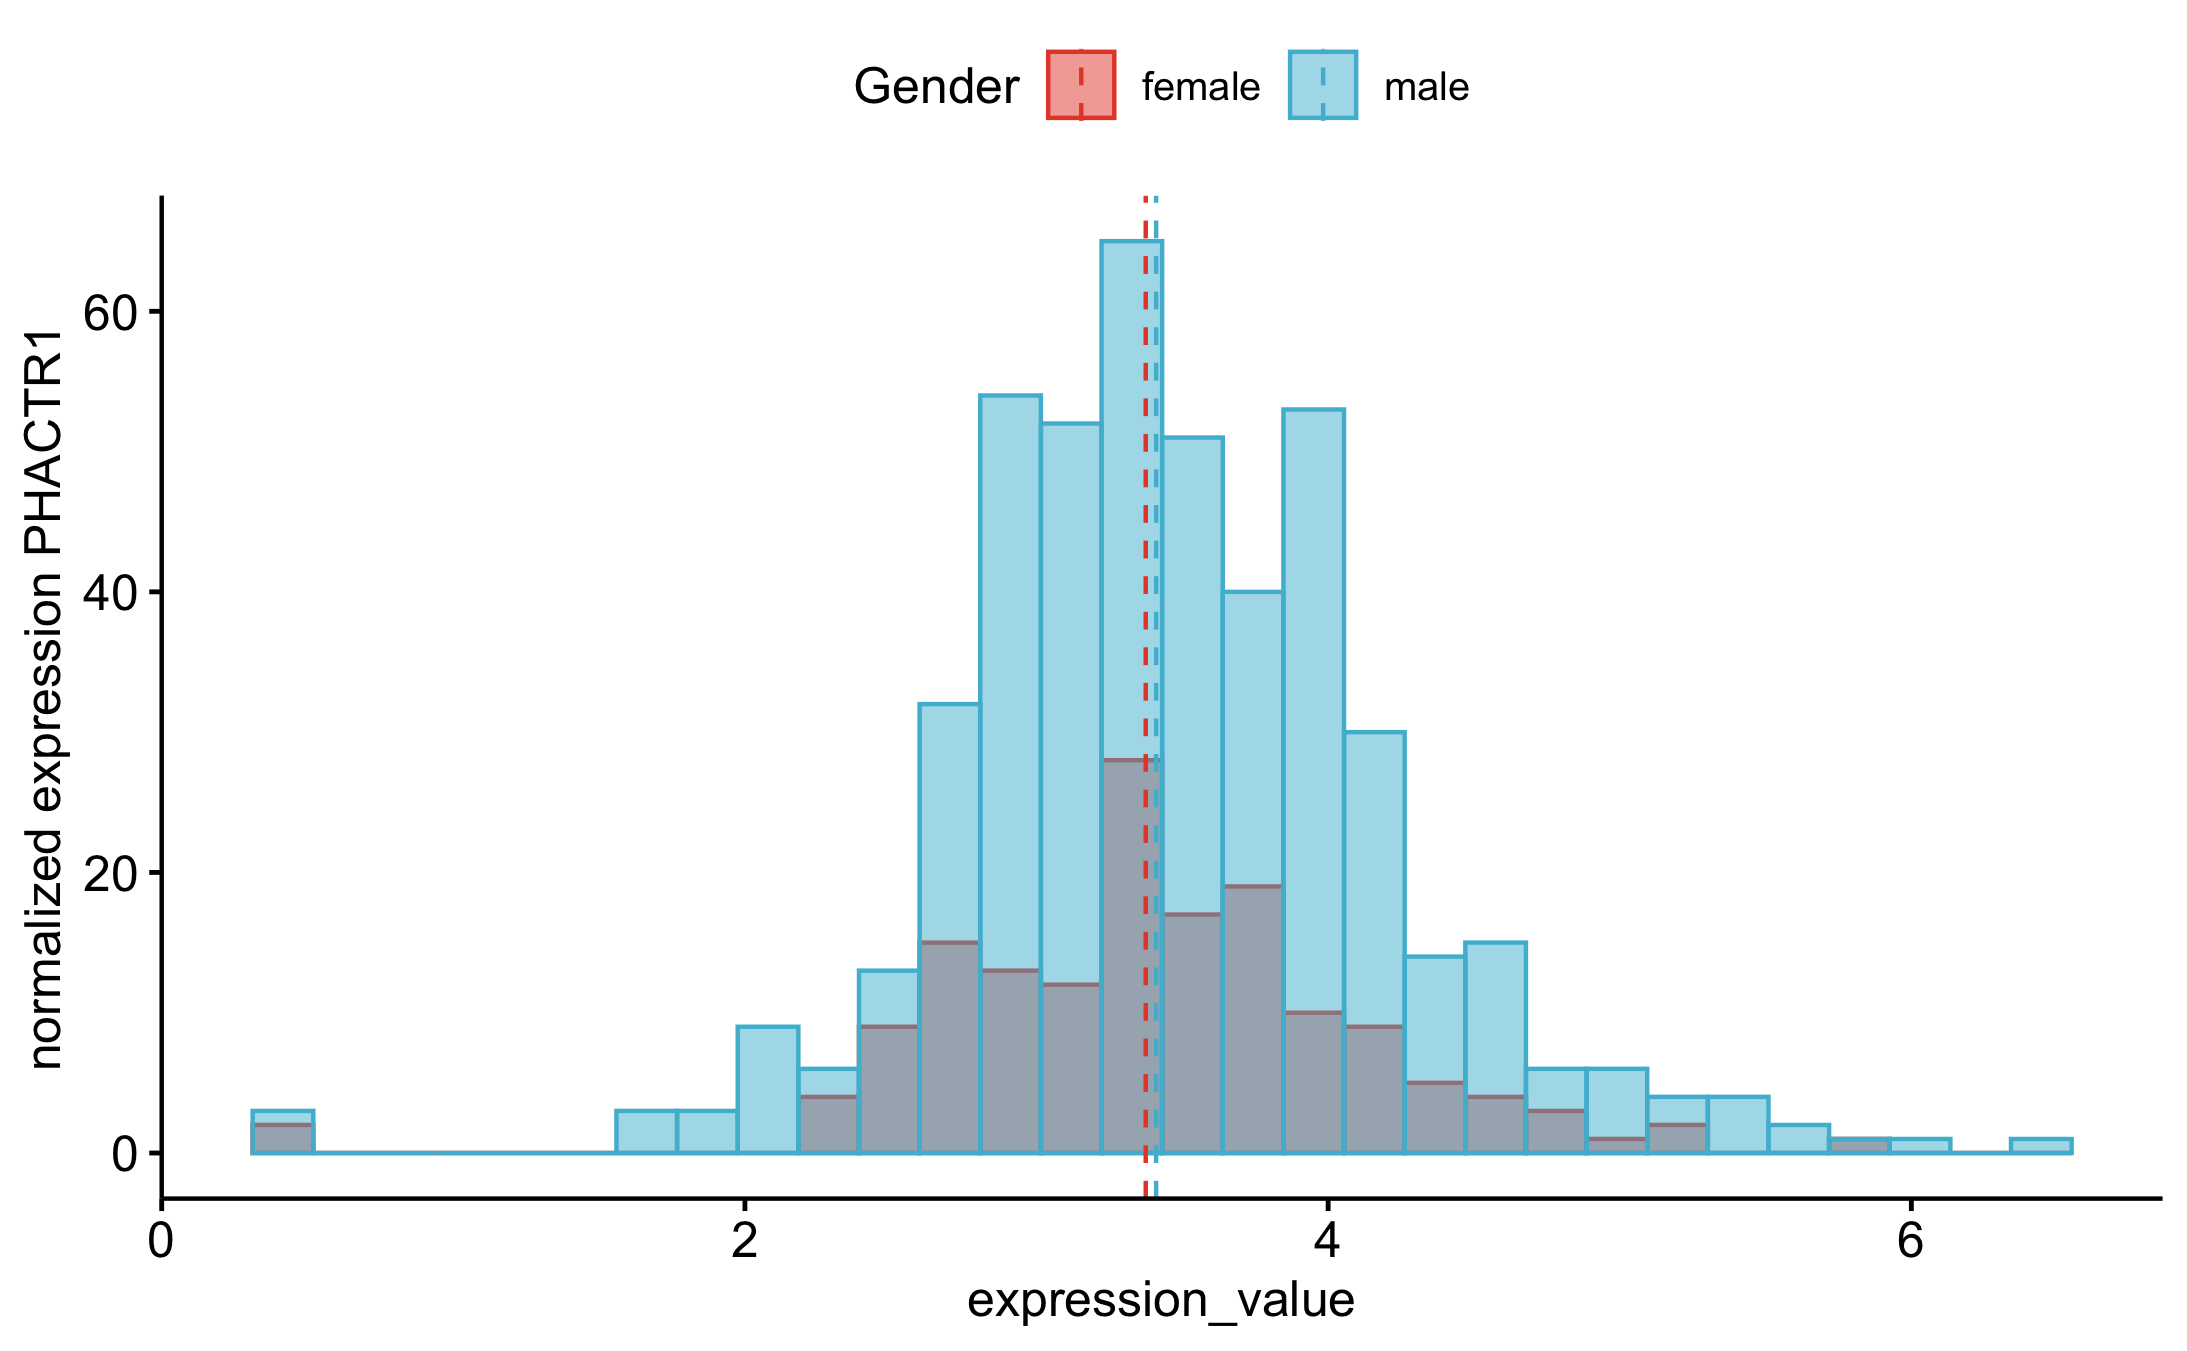 Gender female male
normalized expression PHACTR1
60
40
20
0
0 2 4 6
expression_value